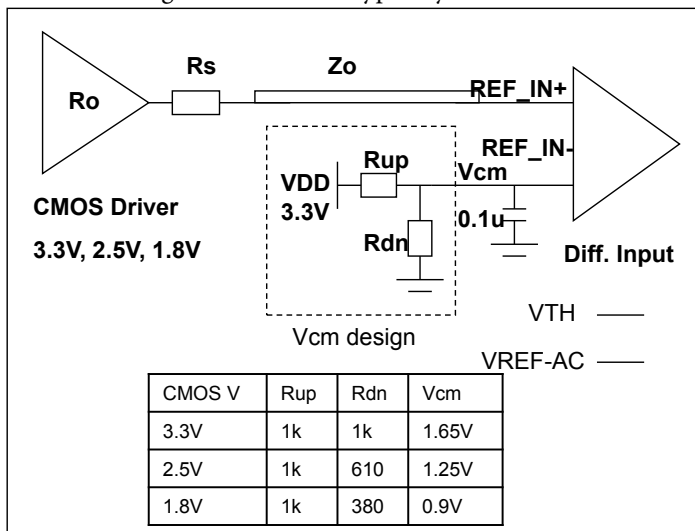 Rs
Zo
Ro
REF_IN+
REF_IN-
Rup
Vcm
VDD
3.3V
CMOS Driver
0.1u
Rdn
3.3V, 2.5V, 1.8V
Diff. Input
VTH
Vcm design
VREF-AC
CMOS V Rup Rdn Vcm
3.3V 1k 1k 1.65V
2.5V 1k 610 1.25V
1.8V 1k 380 0.9V